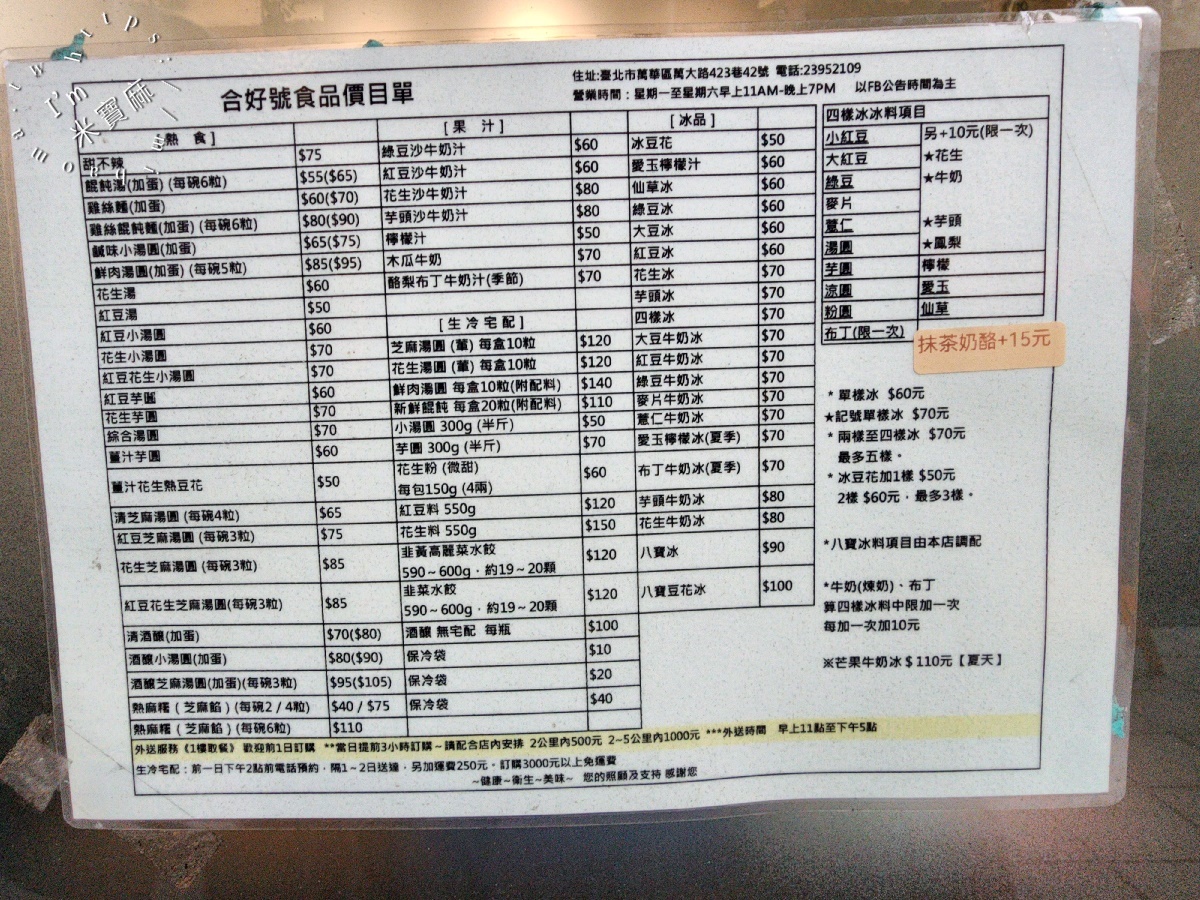 合好號食品價目單
住址:臺北市萬華區萬大路423巷42號 電話:23952109
營業時間：星期一至星期六早上11AM-晚上7PM 以FB公告時間為主
熱 食]
甜不辣 $75
餛飩湯(加蛋) (每碗6粒) $55($65)
雞絲麵(加蛋) $60($70)
雞絲餛飩麵(加蛋) (每碗6粒) $80($90)
鹹味小湯圓(加蛋) $65($75)
鮮肉湯圓(加蛋) (每碗5粒) $85($95)
花生湯 $60
紅豆湯 $50
紅豆小湯圓 $60
花生小湯圓 $70
紅豆花生小湯圓 $70
紅豆芋圓 $60
花生芋圓 $70
綜合湯圓 $70
薑汁芋圓 $60
薑汁花生熱豆花 $50
清芝麻湯圓 (每碗4粒) $65
紅豆芝麻湯圓 (每碗3粒) $75
花生芝麻湯圓 (每碗3粒) $85
紅豆花生芝麻湯圓(每碗3粒) $85
清酒釀(加蛋) $70($80)
酒釀小湯圓(加蛋) $80($90)
酒釀芝麻湯圓(加蛋)(每碗3粒) $95($105)
熱麻糬（芝麻餡）(每碗2 / 4粒) $40 / $75
熱麻糬（芝麻餡）(每碗6粒) $110
[ 果 汁 ]
綠豆沙牛奶汁 $60
紅豆沙牛奶汁 $60
花生沙牛奶汁 $80
芋頭沙牛奶汁 $80
檸檬汁 $50
木瓜牛奶 $70
酪梨布丁牛奶汁(季節) $70
[ 生 冷 宅 配 ]
芝麻湯圓 (葷) 每盒10粒 $120
花生湯圓 (葷) 每盒10粒 $120
鮮肉湯圓 每盒10粒(附配料) $140
新鮮餛飩 每盒20粒(附配料) $110
小湯圓 300g (半斤) $50
芋圓 300g (半斤) $70
花生粉 (微甜)
每包150g (4兩) $60
紅豆料 550g $120
花生料 550g $150
韭黃高麗菜水餃
590～600g，約19～20顆 $120
韭菜水餃
590～600g，約19～20顆 $120
酒釀 無宅配 每瓶 $100
保冷袋 $10
保冷袋 $20
保冷袋 $40
[ 冰品 ]
冰豆花 $50
愛玉檸檬汁 $60
仙草冰 $60
綠豆冰 $60
大豆冰 $60
紅豆冰 $60
花生冰 $70
芋頭冰 $70
四樣冰 $70
大豆牛奶冰 $70
紅豆牛奶冰 $70
綠豆牛奶冰 $70
麥片牛奶冰 $70
薏仁牛奶冰 $70
愛玉檸檬冰(夏季) $70
布丁牛奶冰(夏季) $70
芋頭牛奶冰 $80
花生牛奶冰 $80
八寶冰 $90
八寶豆花冰 $100
四樣冰冰料項目
小紅豆 另+10元(限一次)
大紅豆 ★花生
綠豆 ★牛奶
麥片
薏仁 ★芋頭
湯圓 ★鳳梨
芋圓 檸檬
涼圓 愛玉
粉圓 仙草
布丁(限一次)
抹茶奶酪+15元
* 單樣冰 $60元
★記號單樣冰 $70元
* 兩樣至四樣冰 $70元
最多五樣。
* 冰豆花加1樣 $50元
2樣 $60元，最多3樣。
*八寶冰料項目由本店調配
*牛奶(煉奶)、布丁
算四樣冰料中限加一次
每加一次加10元
※芒果牛奶冰＄110元【夏天】
外送服務《1樓取餐》 歡迎前1日訂購 **當日提前3小時訂購～請配合店內安排 2公里內500元 2~5公里內1000元 ***外送時間 早上11點至下午5點
生冷宅配：前一日下午2點前電話預約，隔1～2日送達，另加運費250元。訂購3000元以上免運費
~健康~衛生~美味~ 您的照顧及支持 感謝您
I'm
米寶麻